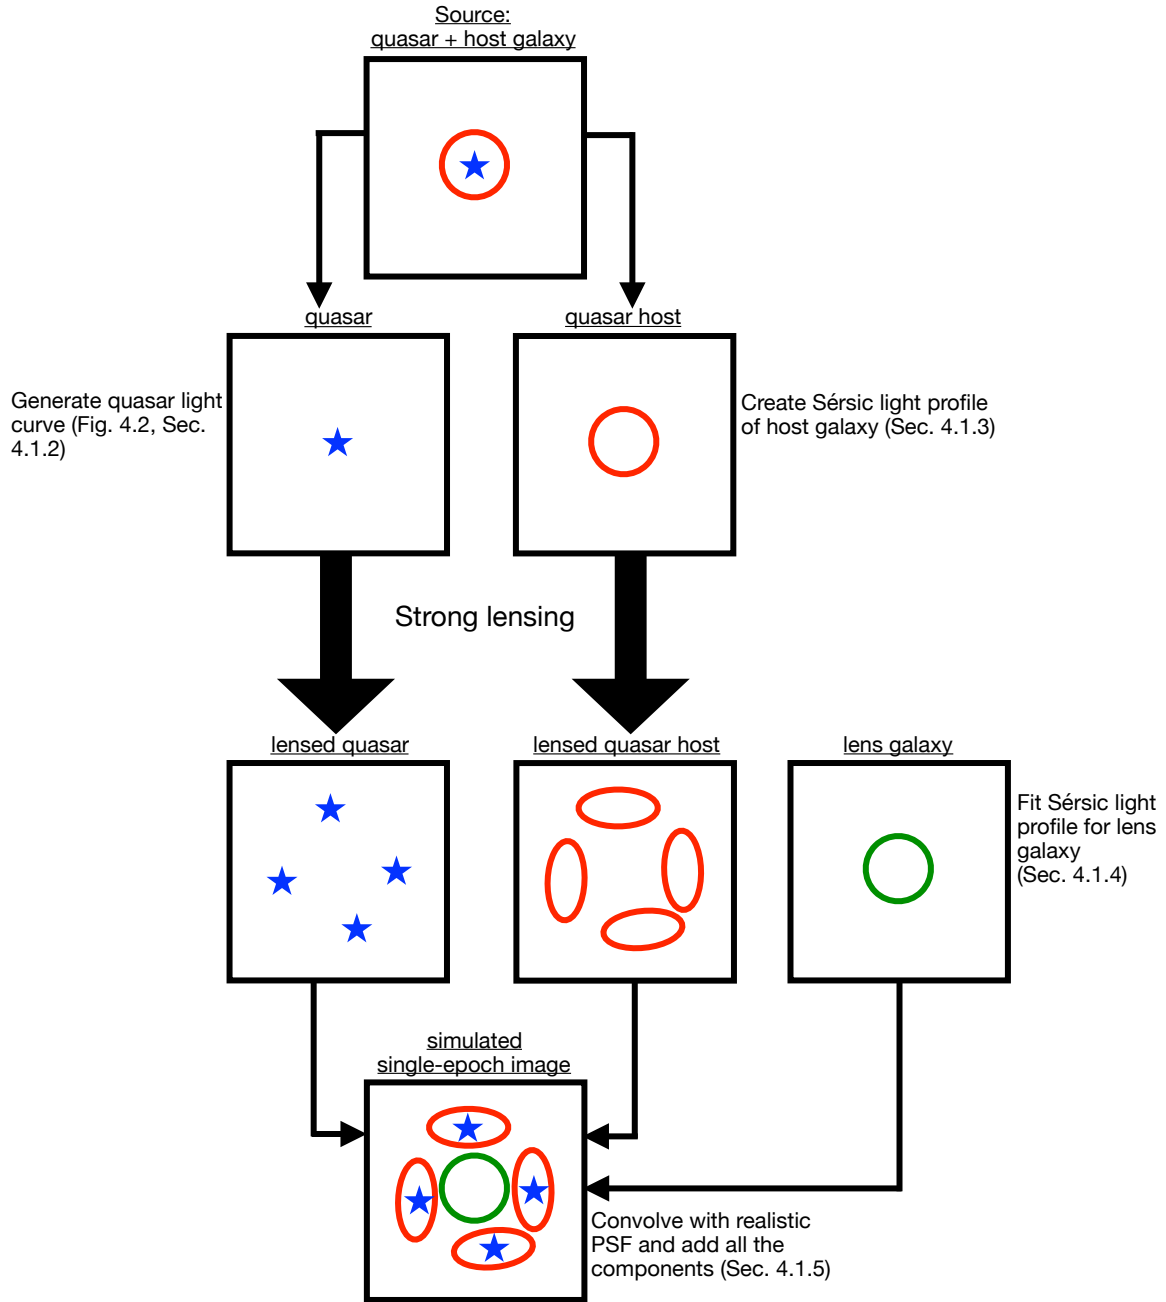 Source:
quasar + host galaxy
quasar
quasar host
Generate quasar light
curve (Fig. 4.2, Sec.
4.1.2)
Create Sérsic light profile
of host galaxy (Sec. 4.1.3)
Strong lensing
lensed quasar
lensed quasar host
lens galaxy
Fit Sérsic light
profile for lens
galaxy
(Sec. 4.1.4)
simulated
single-epoch image
Convolve with realistic
PSF and add all the
components (Sec. 4.1.5)